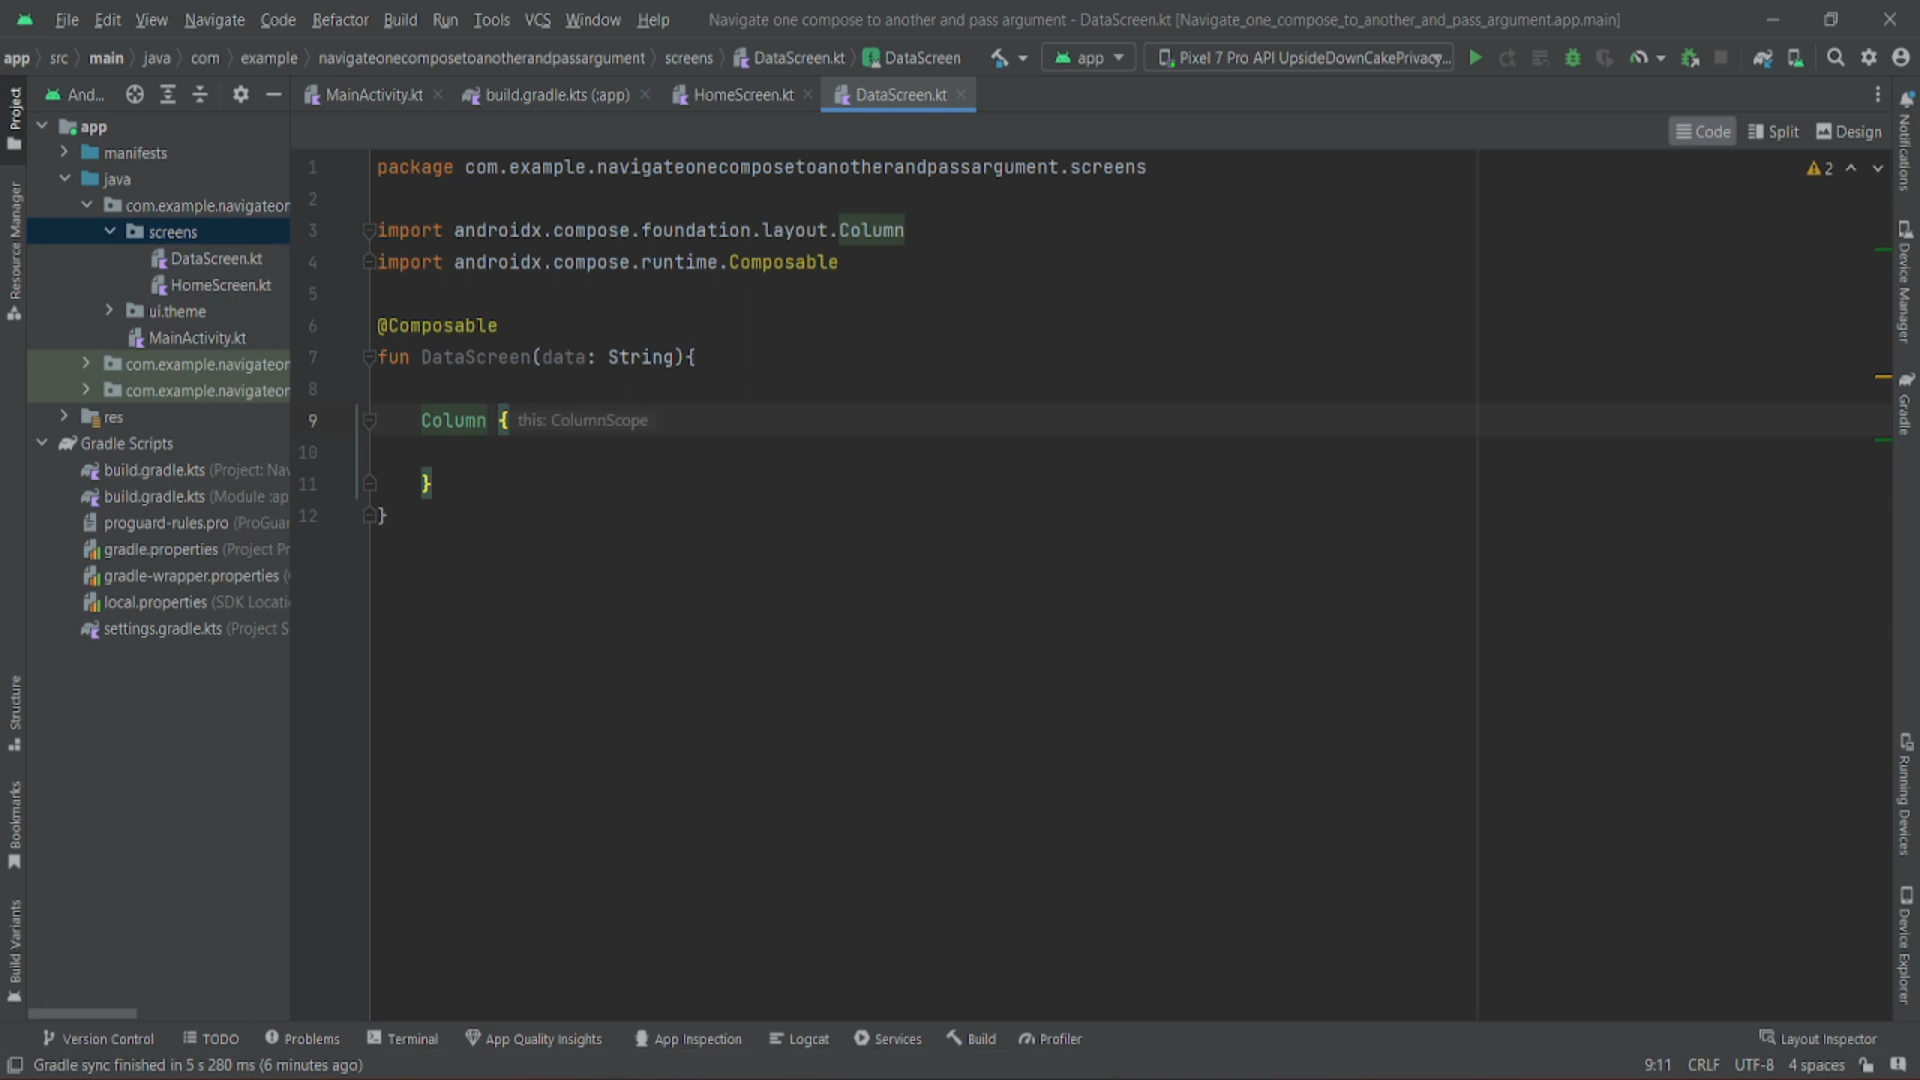 File Edit View Navigate Code Refactor Build Run Tools VCS Window Help Navigate one compose to another and pass argument - DataScreen.kt [Navigate_one_compose_to_another_and_pass_argument.app.main]
app src main java com example navigateonecomposetoanotherandpassargument screens DataScreen.kt DataScreen app Pixel 7 Pro API UpsideDownCakePrivacy...
And... MainActivity.kt build.gradle.kts (:app) HomeScreen.kt DataScreen.kt
Code Split Design
Project
Resource Manager
Structure
Bookmarks
Build Variants
app
manifests
java
com.example.navigateon
screens
DataScreen.kt
HomeScreen.kt
ui.theme
MainActivity.kt
com.example.navigateon
com.example.navigateon
res
Gradle Scripts
build.gradle.kts (Project: Nav
build.gradle.kts (Module :app
proguard-rules.pro (ProGuar
gradle.properties (Project Pr
gradle-wrapper.properties (
local.properties (SDK Locati
settings.gradle.kts (Project S
1 package com.example.navigateonecomposetoanotherandpassargument.screens
2
3 import androidx.compose.foundation.layout.Column
4 import androidx.compose.runtime.Composable
5
6 @Composable
7 fun DataScreen(data: String){
8
9 Column { this: ColumnScope
10
11 }
12 }
2
Notifications
Device Manager
Gradle
Running Devices
Device Explorer
Version Control TODO Problems Terminal App Quality Insights App Inspection Logcat Services Build Profiler Layout Inspector
Gradle sync finished in 5 s 280 ms (6 minutes ago) 9:11 CRLF UTF-8 4 spaces